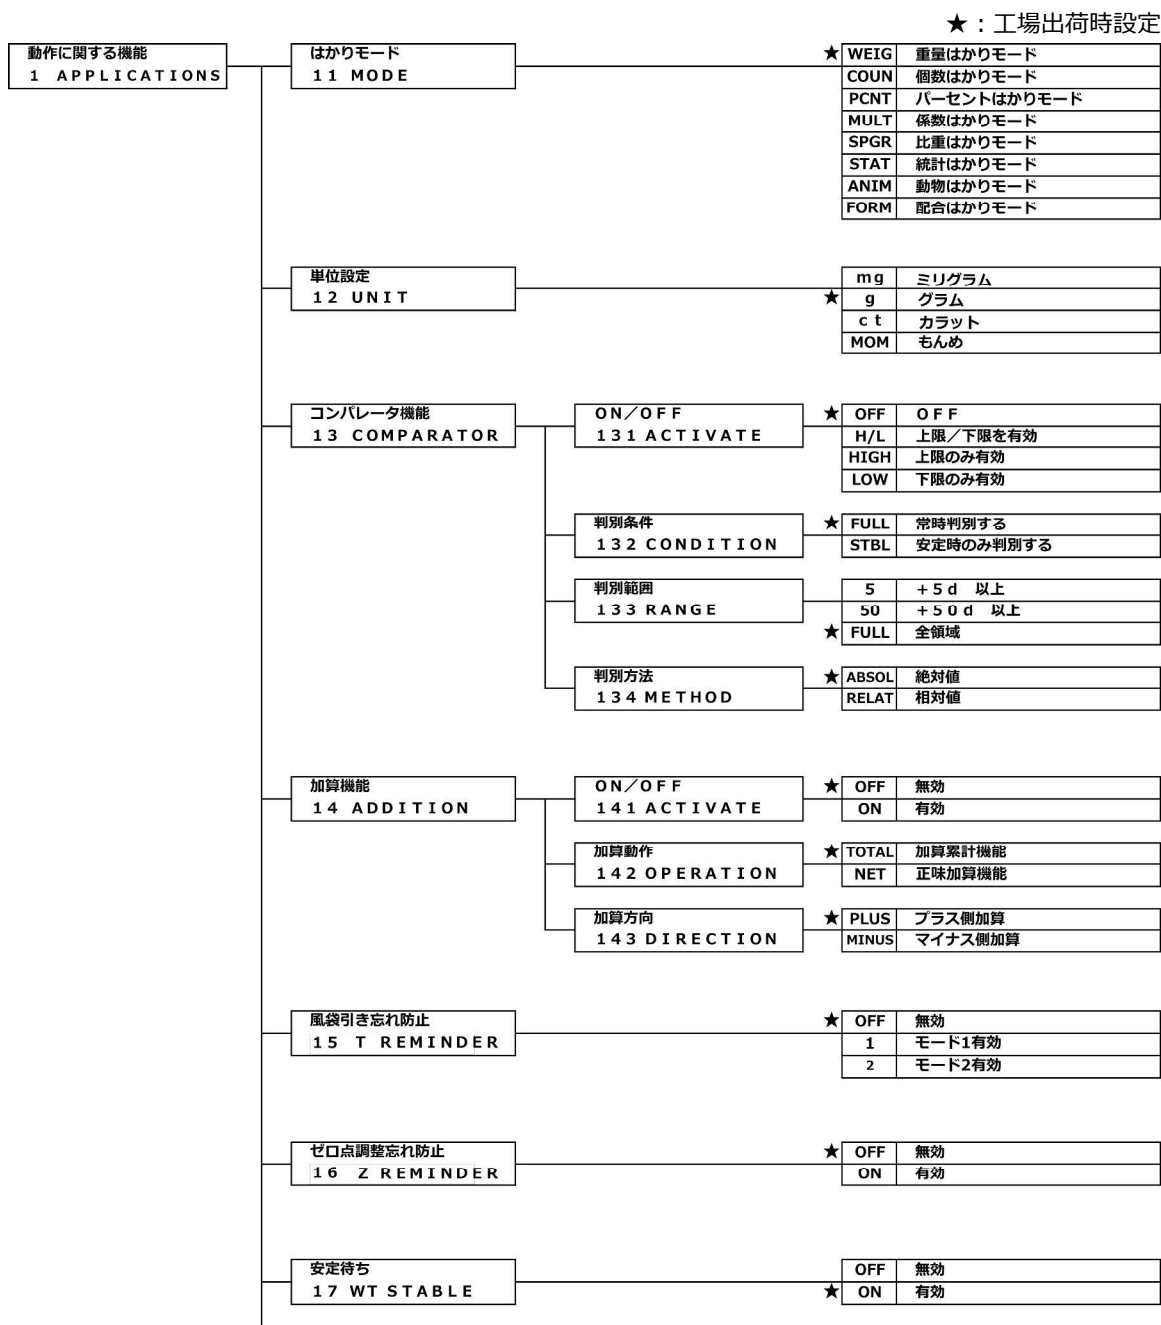 ★：工場出荷時設定
動作に関する機能
1 APPLICATIONS
はかりモード
11 MODE
★ WEIG 重量はかりモード
COUN 個数はかりモード
PCNT パーセントはかりモード
MULT 係数はかりモード
SPGR 比重はかりモード
STAT 統計はかりモード
ANIM 動物はかりモード
FORM 配合はかりモード
単位設定
12 UNIT
mg ミリグラム
★ g グラム
ct カラット
MOM もんめ
コンパレータ機能
13 COMPARATOR
ON／OFF
131 ACTIVATE
★ OFF OFF
H/L 上限／下限を有効
HIGH 上限のみ有効
LOW 下限のみ有効
判別条件
132 CONDITION
★ FULL 常時判別する
STBL 安定時のみ判別する
判別範囲
133 RANGE
5 ＋5d 以上
50 ＋50d 以上
★ FULL 全領域
判別方法
134 METHOD
★ ABSOL 絶対値
RELAT 相対値
加算機能
14 ADDITION
ON／OFF
141 ACTIVATE
★ OFF 無効
ON 有効
加算動作
142 OPERATION
★ TOTAL 加算累計機能
NET 正味加算機能
加算方向
143 DIRECTION
★ PLUS プラス側加算
MINUS マイナス側加算
風袋引き忘れ防止
15 T REMINDER
★ OFF 無効
1 モード1有効
2 モード2有効
ゼロ点調整忘れ防止
16 Z REMINDER
★ OFF 無効
ON 有効
安定待ち
17 WT STABLE
OFF 無効
★ ON 有効